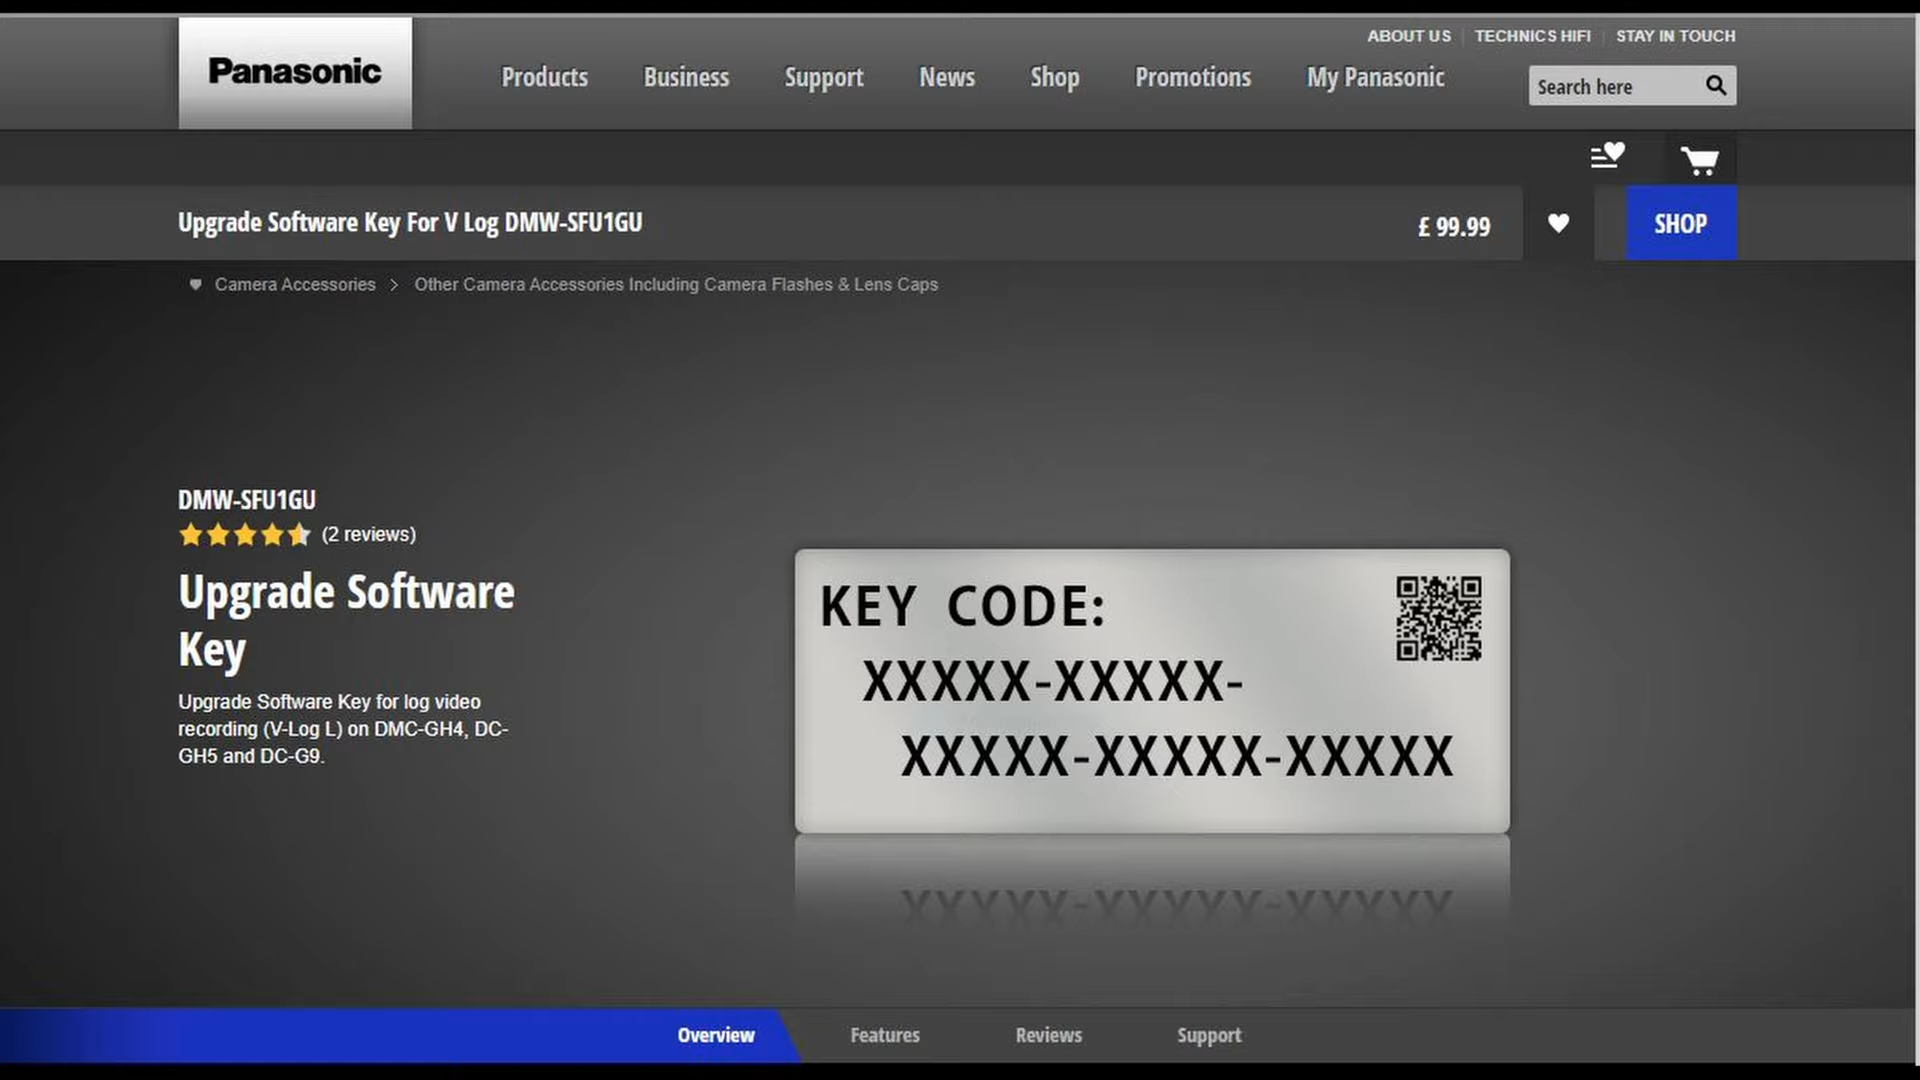 ABOUT US
TECHNICS HIFI
STAY IN TOUCH
Panasonic
Products
Business
Support
News
Shop
Promotions
My Panasonic
Search here
Upgrade Software Key For V Log DMW-SFU1GU
£ 99.99
SHOP
Camera Accessories
Other Camera Accessories Including Camera Flashes & Lens Caps
DMW-SFU1GU
(2 reviews)
Upgrade Software
Key
Upgrade Software Key for log video
recording (V-Log L) on DMC-GH4, DC-
GH5 and DC-G9.
KEY CODE:
XXXXX-XXXXX-
XXXXX-XXXXX-XXXXX
Overview
Features
Reviews
Support